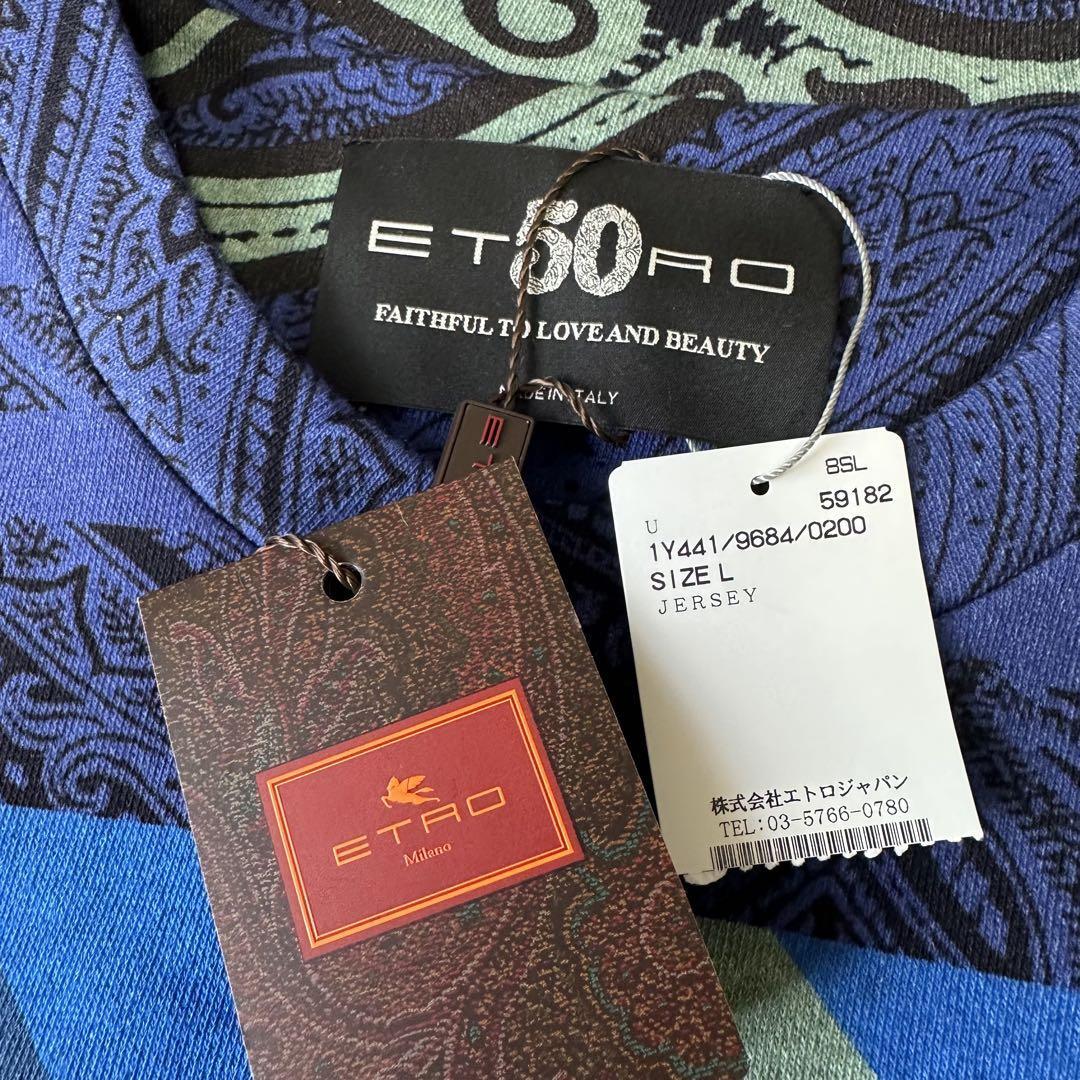 ET50RO
FAITHFUL TO LOVE AND BEAUTY
MADE IN ITALY
8SL
59182
U
1Y441/9684/0200
SIZE L
JERSEY
株式会社エトロジャパン
TEL:03-5766-0780
ETRO
Milano